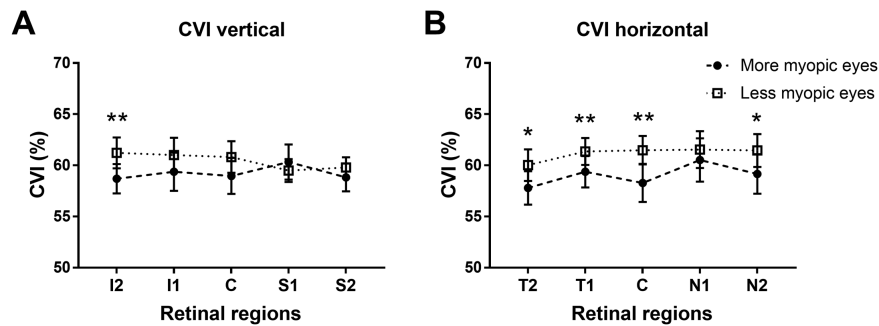 A
CVI vertical
CVI (%)
70
65
60
55
50
**
I2 I1 C S1 S2
Retinal regions
B
CVI horizontal
More myopic eyes
Less myopic eyes
CVI (%)
70
65
60
55
50
* ** ** *
T2 T1 C N1 N2
Retinal regions